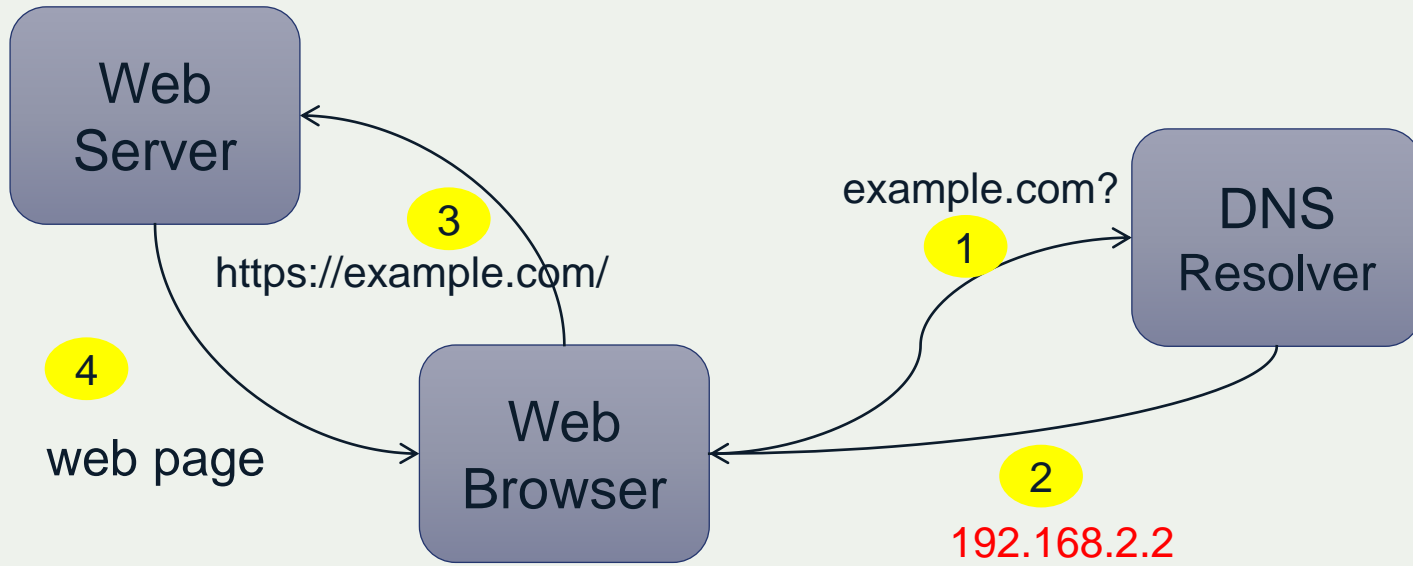 Web
Server
3
https://example.com/
4
web page
Web
Browser
example.com?
1
DNS
Resolver
2
192.168.2.2